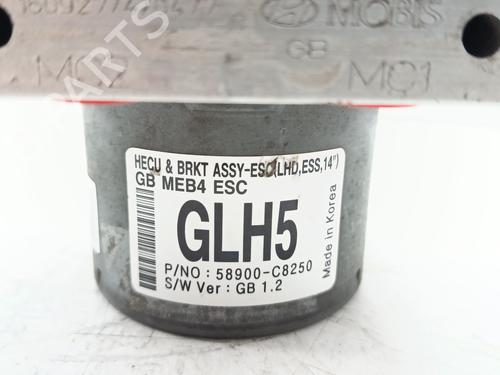 MOBIS
GB
MC2
MC1
HECU & BRKT ASSY-ESC(LHD,ESS,14")
GB MEB4 ESC
GLH5
P/NO : 58900-C8250
S/W Ver : GB 1.2
Made in Korea